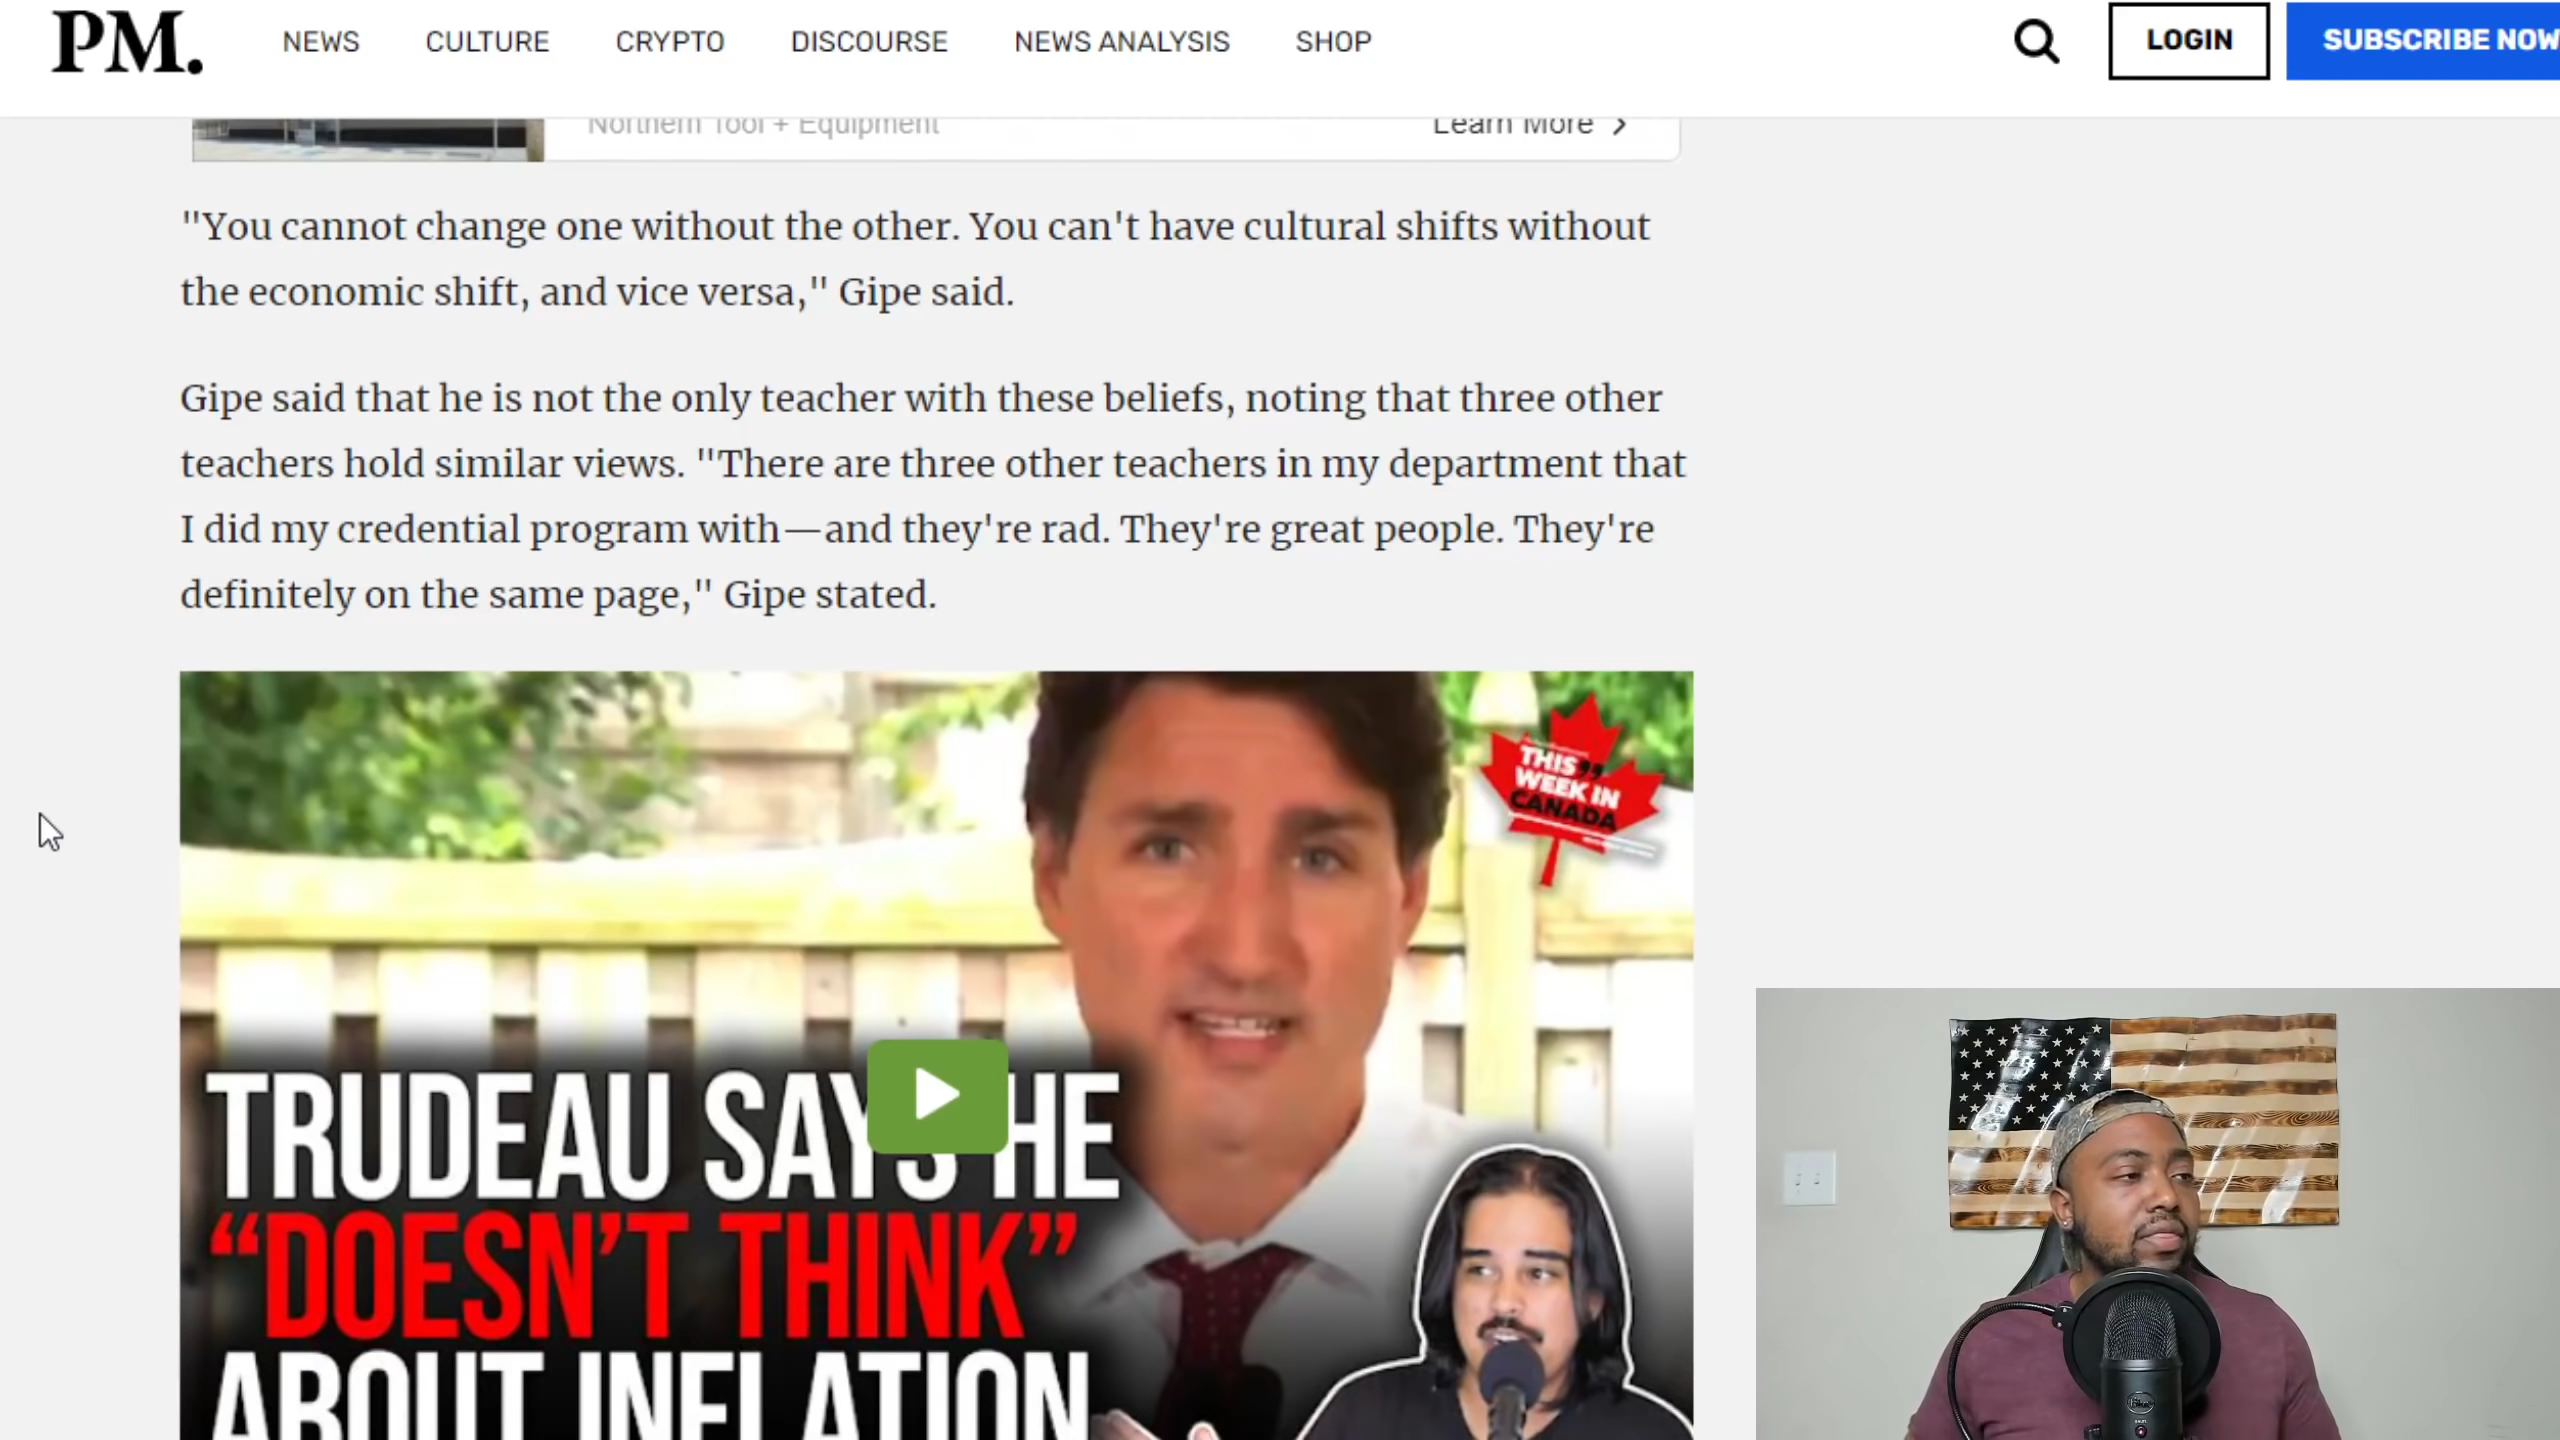 PM.
NEWS CULTURE CRYPTO DISCOURSE NEWS ANALYSIS SHOP
LOGIN
SUBSCRIBE NOW
Northern Tool + Equipment
Learn More
"You cannot change one without the other. You can't have cultural shifts without
the economic shift, and vice versa," Gipe said.
Gipe said that he is not the only teacher with these beliefs, noting that three other
teachers hold similar views. "There are three other teachers in my department that
I did my credential program with—and they're rad. They're great people. They're
definitely on the same page," Gipe stated.
THIS
WEEK IN
CANADA
TRUDEAU SAYS HE
“DOESN'T THINK”
ABOUT INFLATION